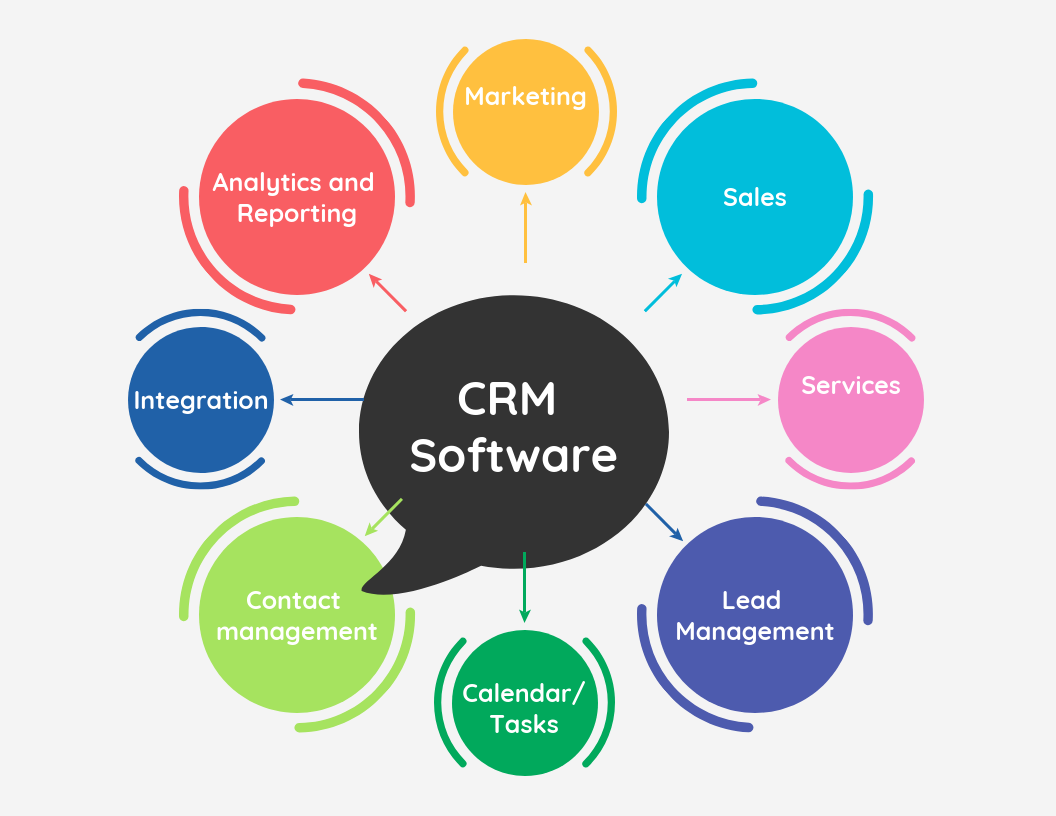 Marketing
Analytics and
Reporting
Sales
Integration
CRM
Software
Services
Contact
management
Lead
Management
Calendar/
Tasks